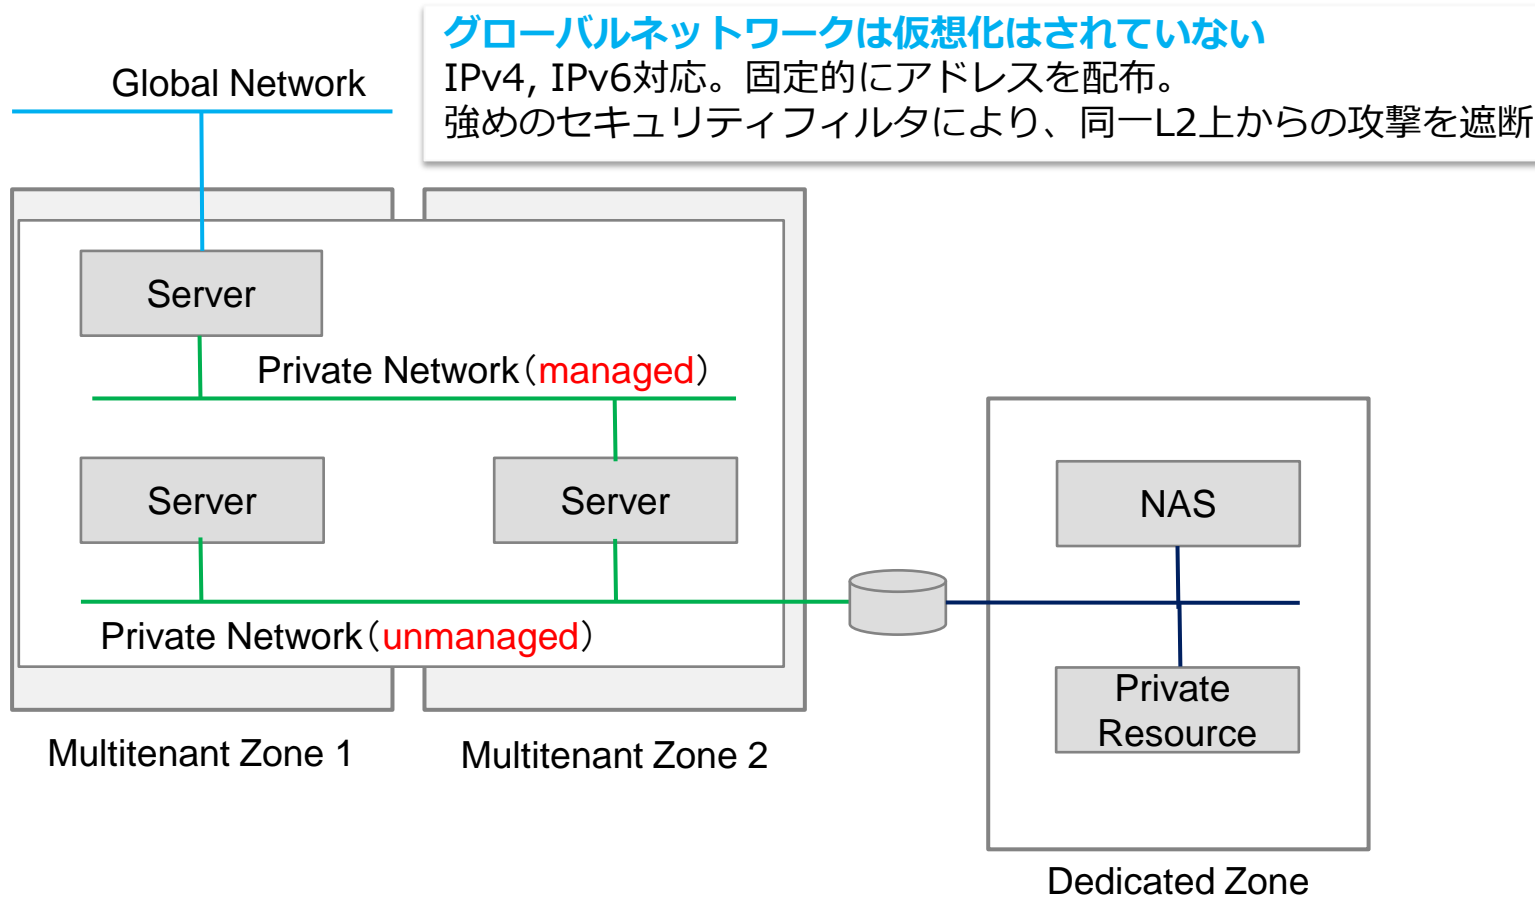 グローバルネットワークは仮想化はされていない
IPv4, IPv6対応。固定的にアドレスを配布。
強めのセキュリティフィルタにより、同一L2上からの攻撃を遮断
Global Network
Server
Private Network（managed）
Server
Server
NAS
Private Network（unmanaged）
Private
Resource
Multitenant Zone 1
Multitenant Zone 2
Dedicated Zone